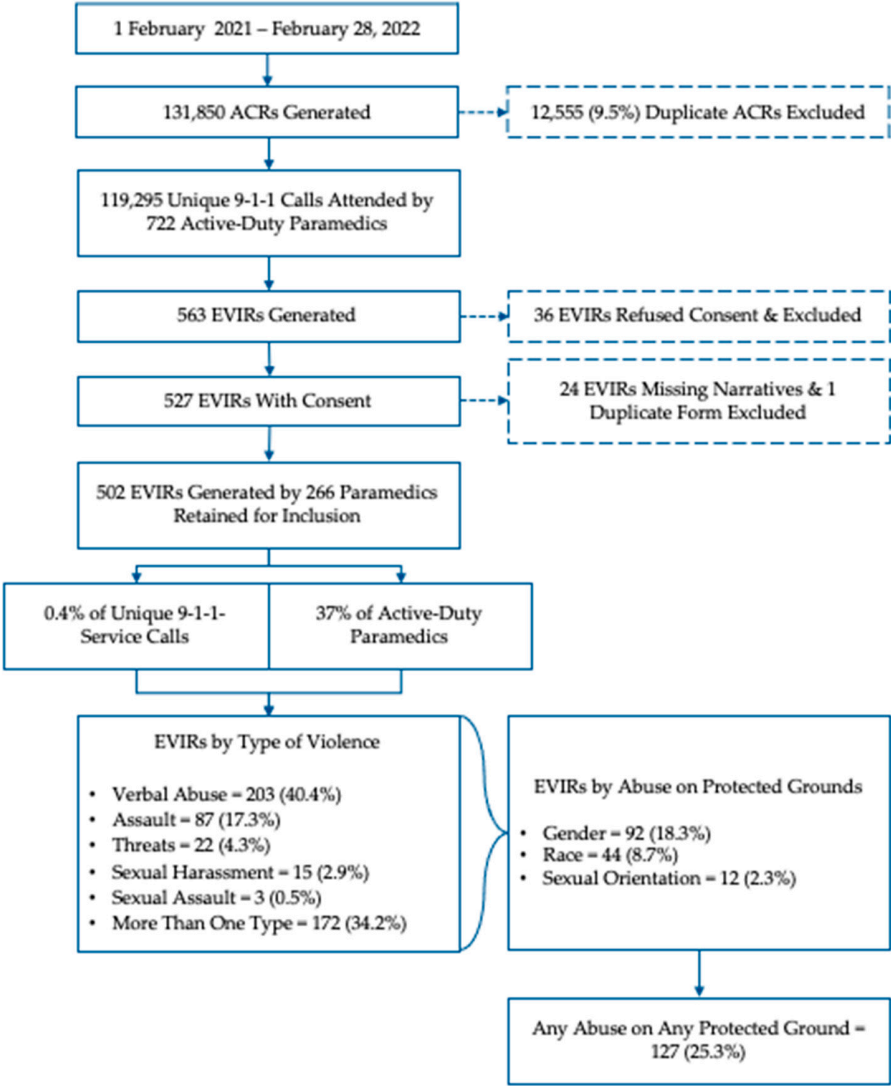 1 February 2021 – February 28, 2022
131,850 ACRs Generated
12,555 (9.5%) Duplicate ACRs Excluded
119,295 Unique 9-1-1 Calls Attended by
722 Active-Duty Paramedics
563 EVIRs Generated
36 EVIRs Refused Consent & Excluded
527 EVIRs With Consent
24 EVIRs Missing Narratives & 1
Duplicate Form Excluded
502 EVIRs Generated by 266 Paramedics
Retained for Inclusion
0.4% of Unique 9-1-1-
Service Calls
37% of Active-Duty
Paramedics
EVIRs by Type of Violence
• Verbal Abuse = 203 (40.4%)
• Assault = 87 (17.3%)
• Threats = 22 (4.3%)
• Sexual Harassment = 15 (2.9%)
• Sexual Assault = 3 (0.5%)
• More Than One Type = 172 (34.2%)
EVIRs by Abuse on Protected Grounds
• Gender = 92 (18.3%)
• Race = 44 (8.7%)
• Sexual Orientation = 12 (2.3%)
Any Abuse on Any Protected Ground =
127 (25.3%)